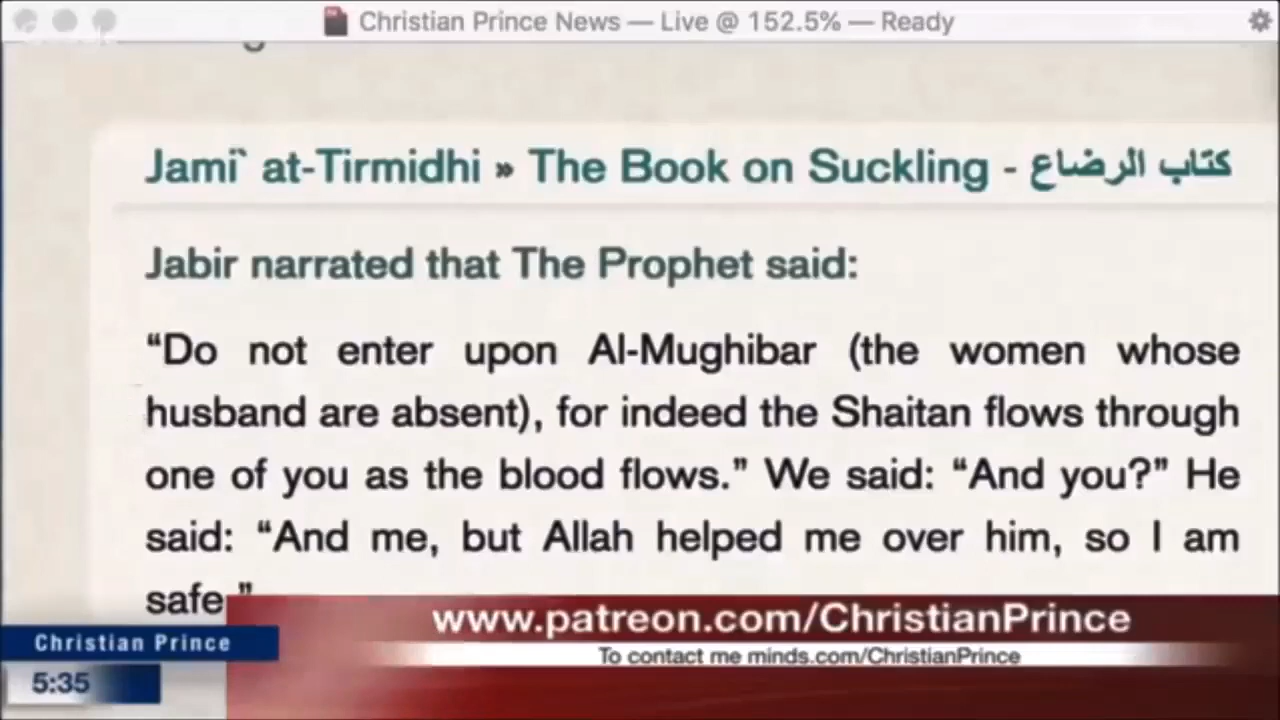 Christian Prince News — Live @ 152.5% — Ready
Jami` at-Tirmidhi » The Book on Suckling - كتاب الرضاع
Jabir narrated that The Prophet said:
“Do not enter upon Al-Mughibar (the women whose
husband are absent), for indeed the Shaitan flows through
one of you as the blood flows.” We said: “And you?” He
said: “And me, but Allah helped me over him, so I am
safe.”
www.patreon.com/ChristianPrince
Christian Prince
To contact me minds.com/ChristianPrince
5:35